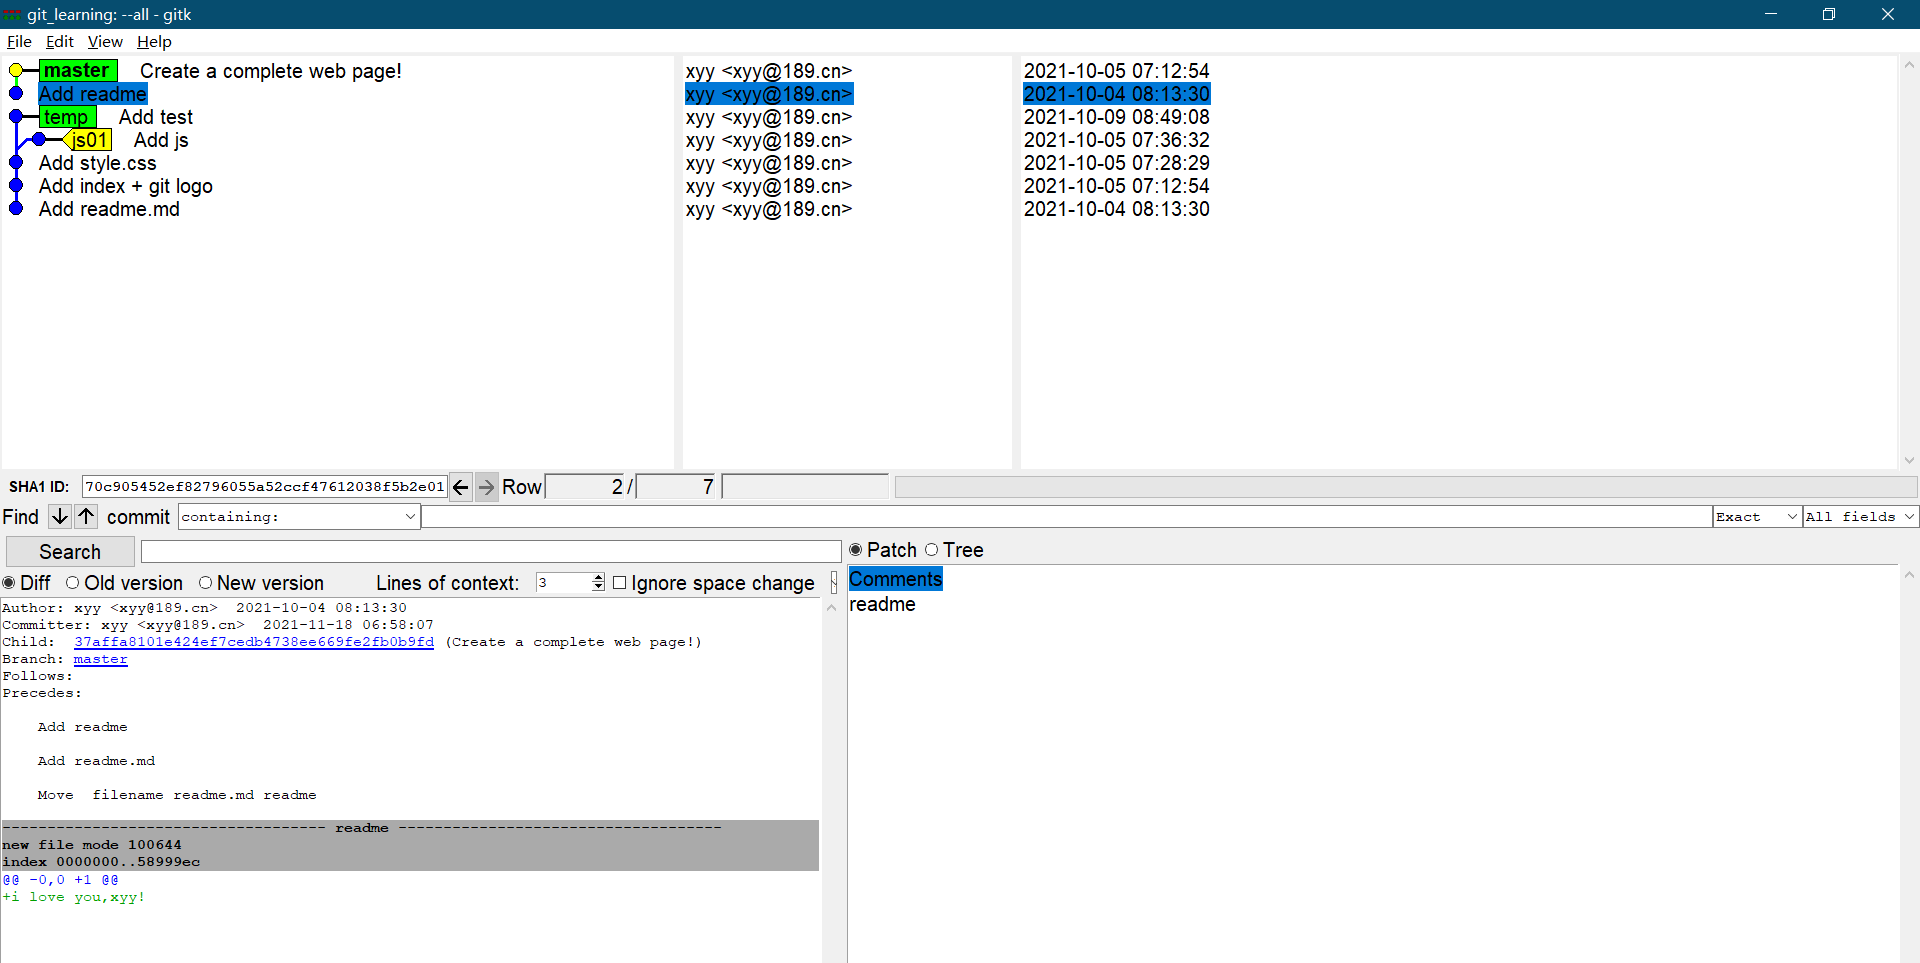 git_learning: --all - gitk
File Edit View Help
master Create a complete web page! xyy <xyy@189.cn> 2021-10-05 07:12:54
Add readme xyy <xyy@189.cn> 2021-10-04 08:13:30
temp Add test xyy <xyy@189.cn> 2021-10-09 08:49:08
js01 Add js xyy <xyy@189.cn> 2021-10-05 07:36:32
Add style.css xyy <xyy@189.cn> 2021-10-05 07:28:29
Add index + git logo xyy <xyy@189.cn> 2021-10-05 07:12:54
Add readme.md xyy <xyy@189.cn> 2021-10-04 08:13:30
SHA1 ID: 70c905452ef82796055a52ccf47612038f5b2e01 Row 2 / 7
Find commit containing: Exact All fields
Search Patch Tree
Diff Old version New version Lines of context: 3 Ignore space change
Comments
readme
Author: xyy <xyy@189.cn> 2021-10-04 08:13:30
Committer: xyy <xyy@189.cn> 2021-11-18 06:58:07
Child: 37affa8101e424ef7cedb4738ee669fe2fb0b9fd (Create a complete web page!)
Branch: master
Follows:
Precedes:
Add readme
Add readme.md
Move filename readme.md readme
------------------------------------ readme ------------------------------------
new file mode 100644
index 0000000..58999ec
@@ -0,0 +1 @@
+i love you,xyy!